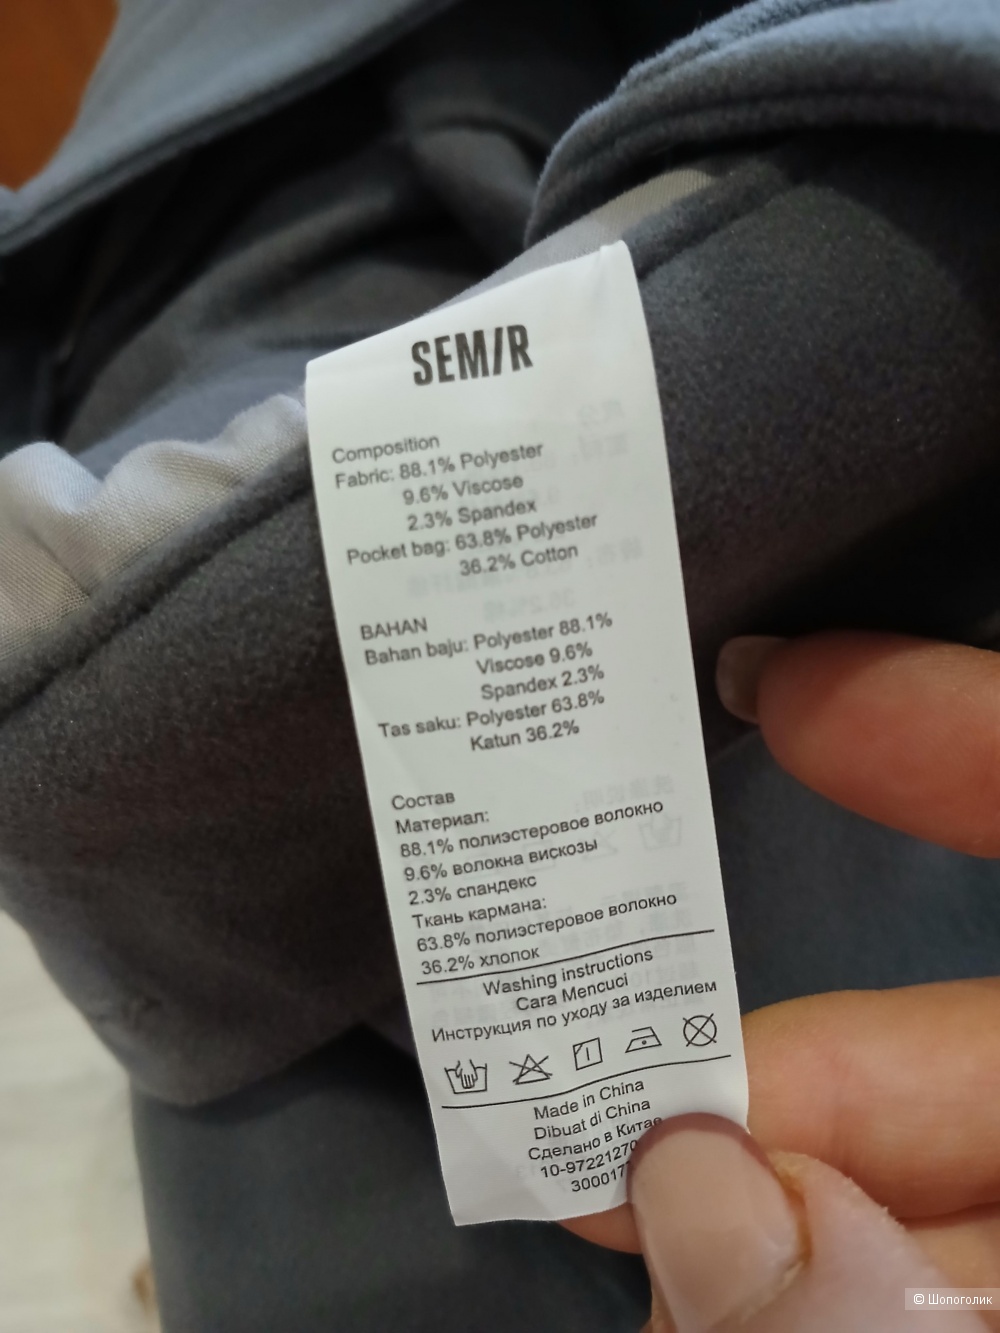 SEM/R
Composition
Fabric: 88.1% Polyester
9.6% Viscose
2.3% Spandex
Pocket bag: 63.8% Polyester
36.2% Cotton
BAHAN
Bahan baju: Polyester 88.1%
Viscose 9.6%
Spandex 2.3%
Tas saku: Polyester 63.8%
Katun 36.2%
Состав
Материал:
88.1% полиэстеровое волокно
9.6% волокна вискозы
2.3% спандекс
Ткань кармана:
63.8% полиэстеровое волокно
36.2% хлопок
Washing instructions
Cara Mencuci
Инструкция по уходу за изделием
Made in China
Dibuat di China
Сделано в Китае
10-97221270
300017
© Шопоголик